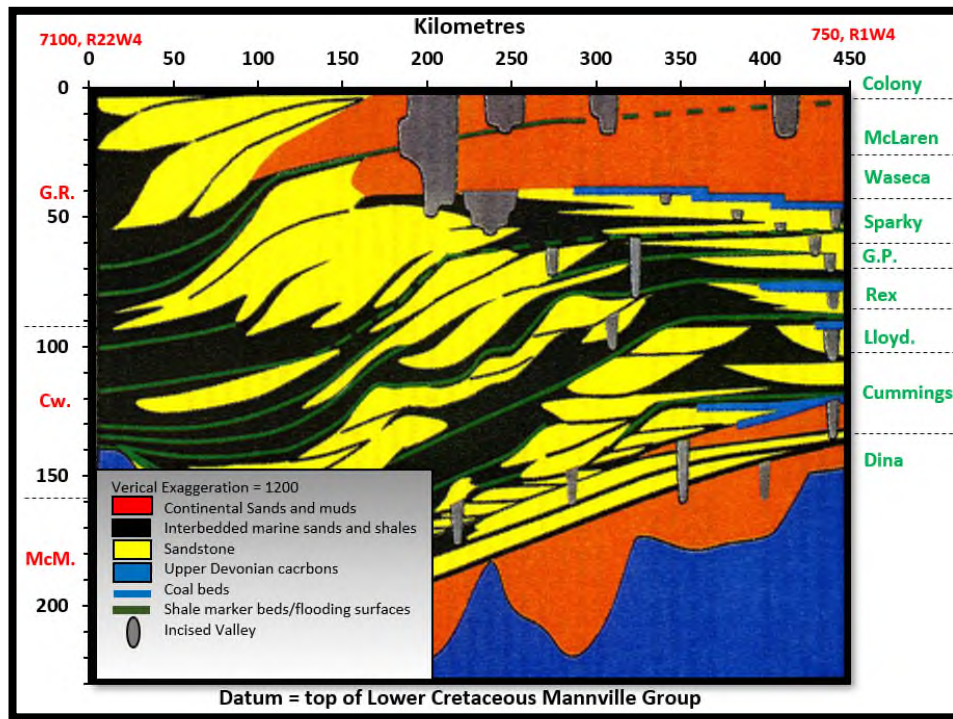 Kilometres
7100, R22W4
750, R1W4
0 50 100 150 200 250 300 350 400 450
0
50
100
150
200
G.R.
Cw.
McM.
Colony
McLaren
Waseca
Sparky
G.P.
Rex
Lloyd.
Cummings
Dina
Verical Exaggeration = 1200
Continental Sands and muds
Interbedded marine sands and shales
Sandstone
Upper Devonian cacrbons
Coal beds
Shale marker beds/flooding surfaces
Incised Valley
Datum = top of Lower Cretaceous Mannville Group